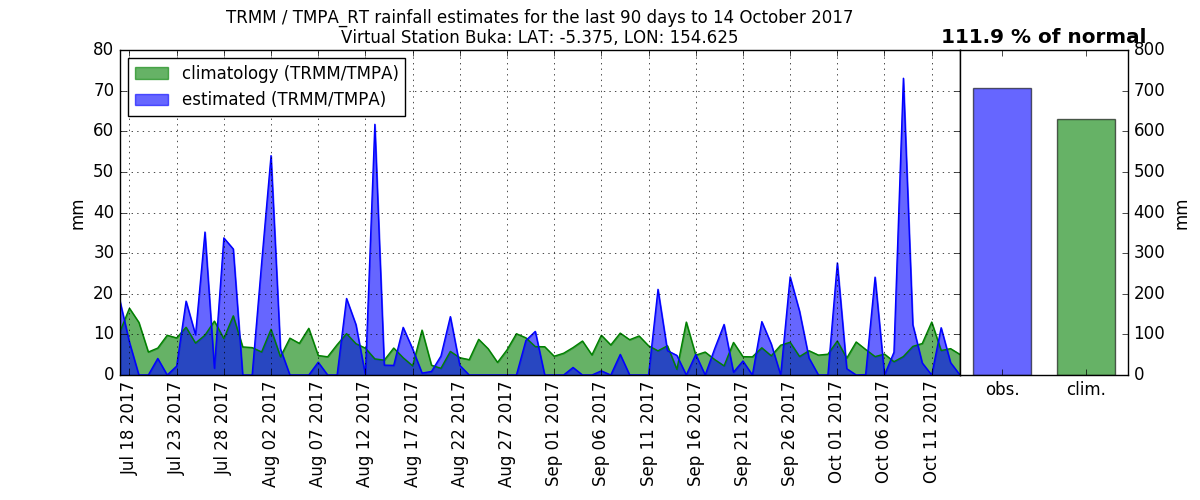 TRMM / TMPA_RT rainfall estimates for the last 90 days to 14 October 2017
Virtual Station Buka: LAT: -5.375, LON: 154.625
111.9 % of normal
climatology (TRMM/TMPA)
estimated (TRMM/TMPA)
80
70
60
50
40
30
20
10
0
mm
Jul 18 2017
Jul 23 2017
Jul 28 2017
Aug 02 2017
Aug 07 2017
Aug 12 2017
Aug 17 2017
Aug 22 2017
Aug 27 2017
Sep 01 2017
Sep 06 2017
Sep 11 2017
Sep 16 2017
Sep 21 2017
Sep 26 2017
Oct 01 2017
Oct 06 2017
Oct 11 2017
800
700
600
500
400
300
200
100
0
mm
obs.
clim.